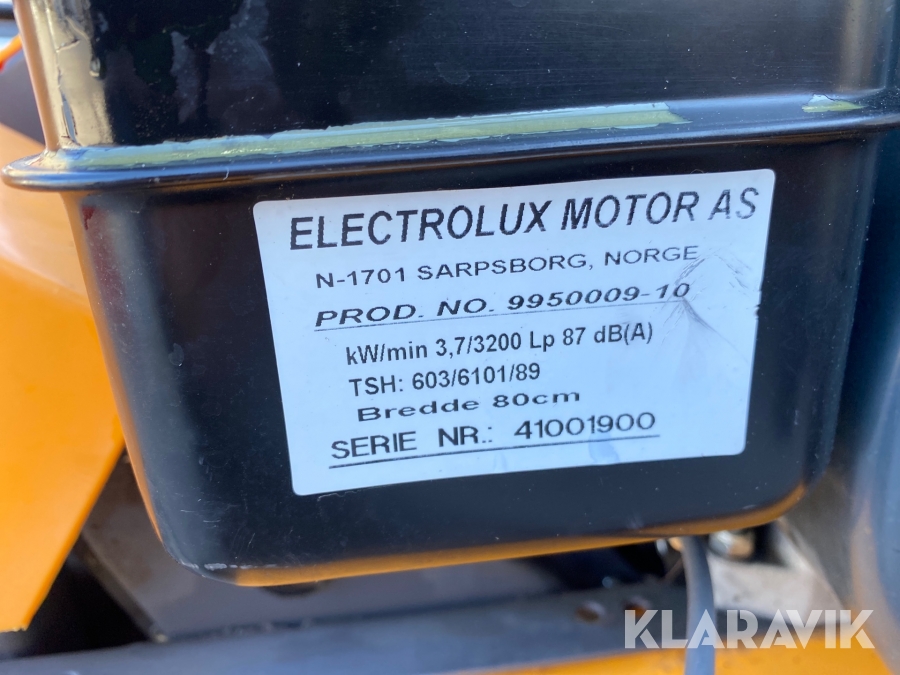 ELECTROLUX MOTOR AS
N-1701 SARPSBORG, NORGE
PROD. NO. 9950009-10
kW/min 3,7/3200 Lp 87 dB(A)
TSH: 603/6101/89
Bredde 80cm
SERIE NR.: 41001900
KLARAVIK